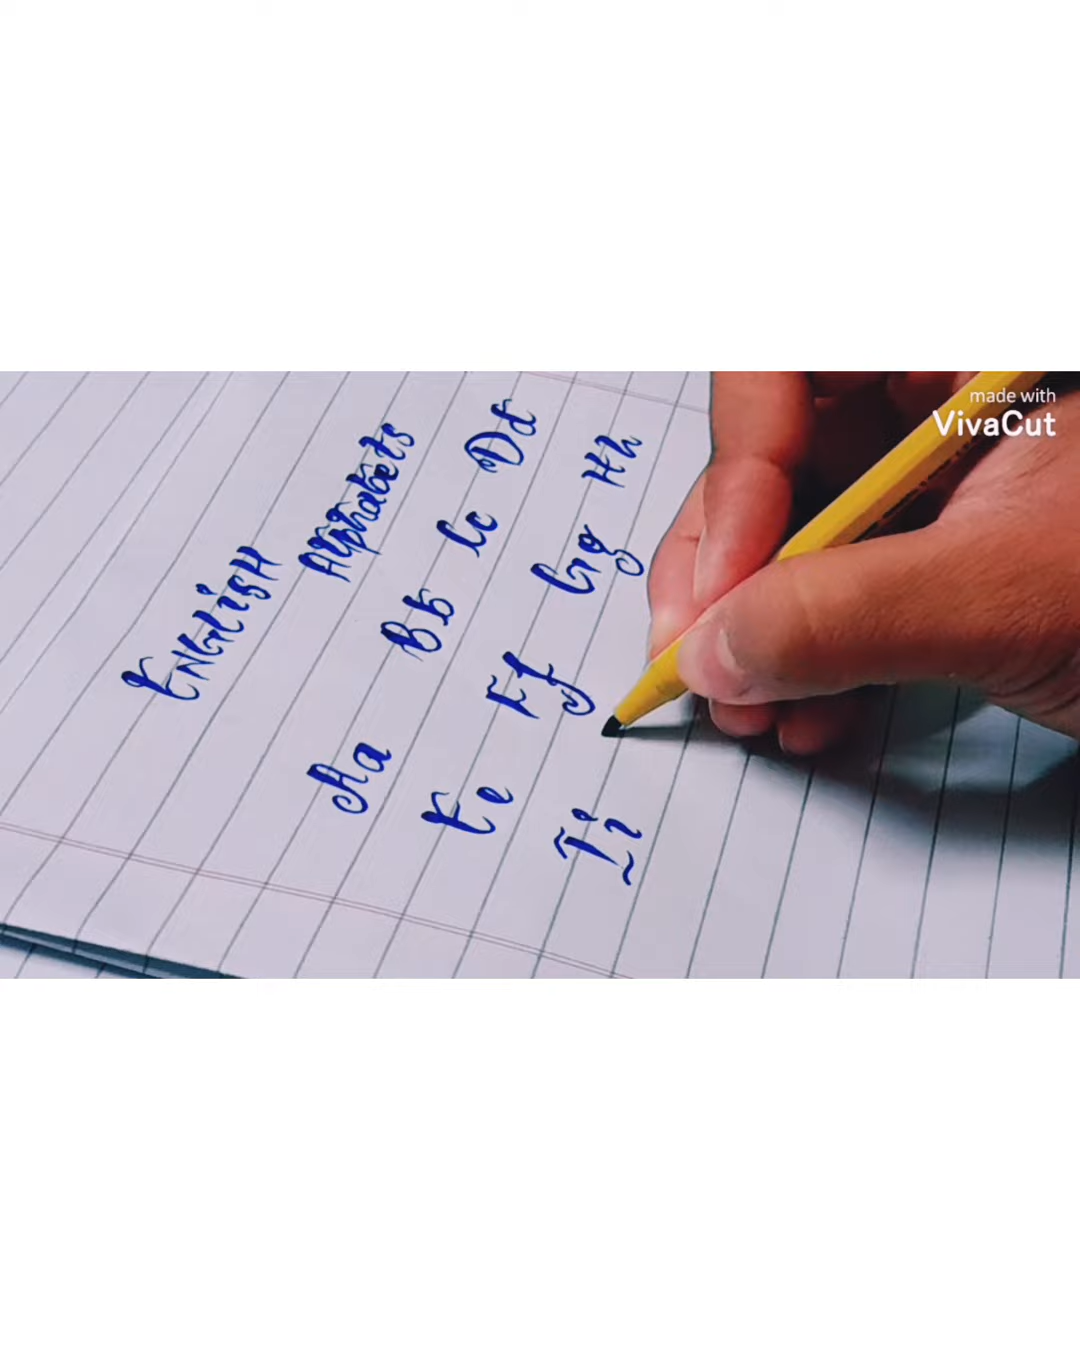 ENGLiSH Alphabets
Aa Bb Cc Dd
Ee Ff Gg Hh
Ii
made with
VivaCut